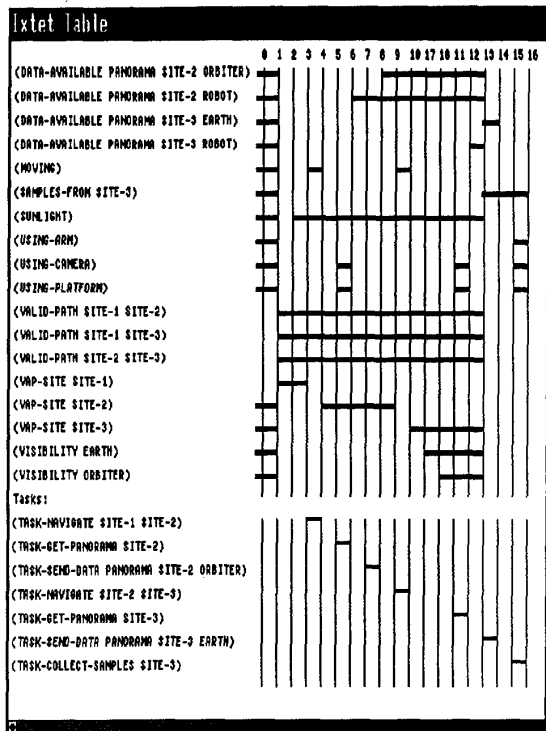 Ixtet Table
0 1 2 3 4 5 6 7 8 9 10 17 10 11 12 13 14 15 16
(DATA-AVAILABLE PANORAMA SITE-2 ORBITER)
(DATA-AVAILABLE PANORAMA SITE-2 ROBOT)
(DATA-AVAILABLE PANORAMA SITE-3 EARTH)
(DATA-AVAILABLE PANORAMA SITE-3 ROBOT)
(MOVING)
(SAMPLES-FROM SITE-3)
(SUNLIGHT)
(USING-ARM)
(USING-CAMERA)
(USING-PLATFORM)
(VALID-PATH SITE-1 SITE-2)
(VALID-PATH SITE-1 SITE-3)
(VALID-PATH SITE-2 SITE-3)
(VAP-SITE SITE-1)
(VAP-SITE SITE-2)
(VAP-SITE SITE-3)
(VISIBILITY EARTH)
(VISIBILITY ORBITER)
Tasks:
(TASK-NAVIGATE SITE-1 SITE-2)
(TASK-GET-PANORAMA SITE-2)
(TASK-SEND-DATA PANORAMA SITE-2 ORBITER)
(TASK-NAVIGATE SITE-2 SITE-3)
(TASK-GET-PANORAMA SITE-3)
(TASK-SEND-DATA PANORAMA SITE-3 EARTH)
(TASK-COLLECT-SAMPLES SITE-3)